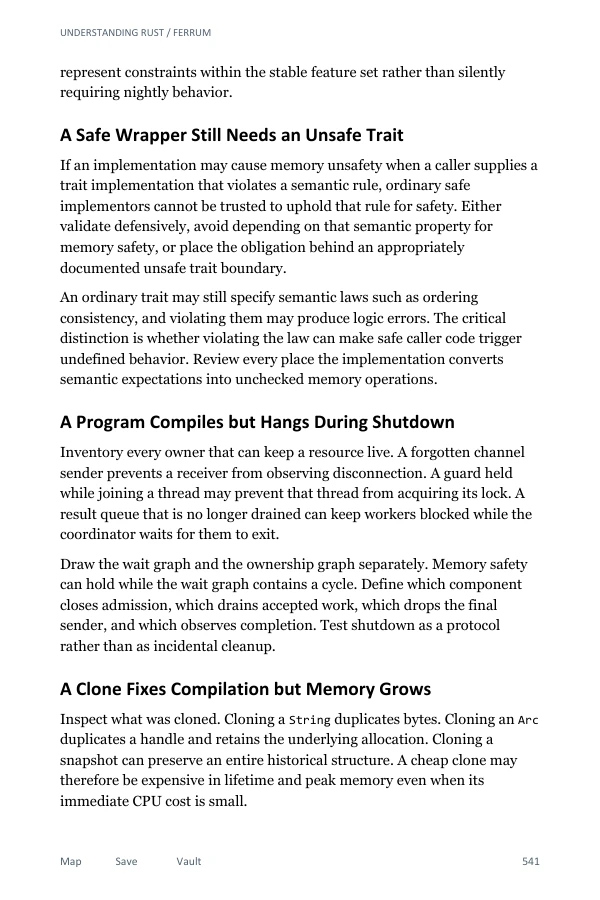 UNDERSTANDING RUST / FERRUM
represent constraints within the stable feature set rather than silently
requiring nightly behavior.
A Safe Wrapper Still Needs an Unsafe Trait
If an implementation may cause memory unsafety when a caller supplies a
trait implementation that violates a semantic rule, ordinary safe
implementors cannot be trusted to uphold that rule for safety. Either
validate defensively, avoid depending on that semantic property for
memory safety, or place the obligation behind an appropriately
documented unsafe trait boundary.
An ordinary trait may still specify semantic laws such as ordering
consistency, and violating them may produce logic errors. The critical
distinction is whether violating the law can make safe caller code trigger
undefined behavior. Review every place the implementation converts
semantic expectations into unchecked memory operations.
A Program Compiles but Hangs During Shutdown
Inventory every owner that can keep a resource live. A forgotten channel
sender prevents a receiver from observing disconnection. A guard held
while joining a thread may prevent that thread from acquiring its lock. A
result queue that is no longer drained can keep workers blocked while the
coordinator waits for them to exit.
Draw the wait graph and the ownership graph separately. Memory safety
can hold while the wait graph contains a cycle. Define which component
closes admission, which drains accepted work, which drops the final
sender, and which observes completion. Test shutdown as a protocol
rather than as incidental cleanup.
A Clone Fixes Compilation but Memory Grows
Inspect what was cloned. Cloning a String duplicates bytes. Cloning an Arc
duplicates a handle and retains the underlying allocation. Cloning a
snapshot can preserve an entire historical structure. A cheap clone may
therefore be expensive in lifetime and peak memory even when its
immediate CPU cost is small.
Map Save Vault 541